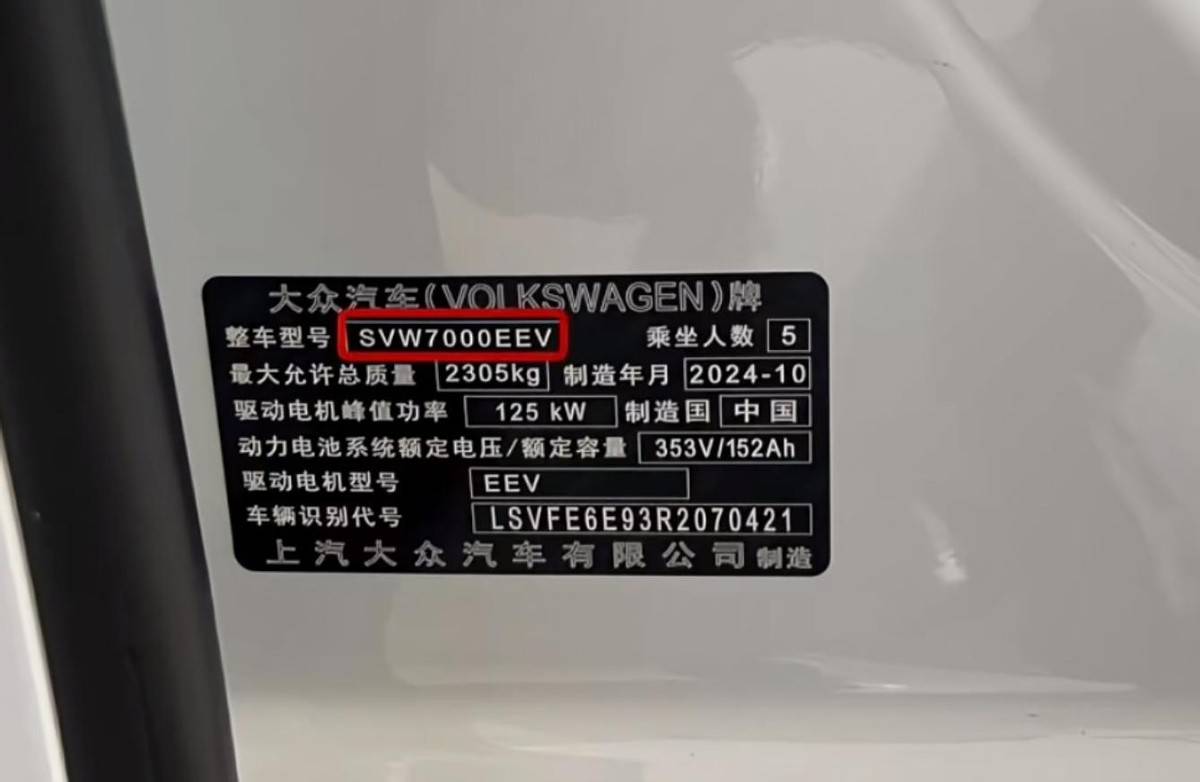 大众汽车(VOLKSWAGEN)牌
整车型号 SVW7000EEV 乘坐人数 5
最大允许总质量 2305kg 制造年月 2024-10
驱动电机峰值功率 125 kW 制造国 中国
动力电池系统额定电压/额定容量 353V/152Ah
驱动电机型号 EEV
车辆识别代号 LSVFE6E93R2070421
上汽大众汽车有限公司制造